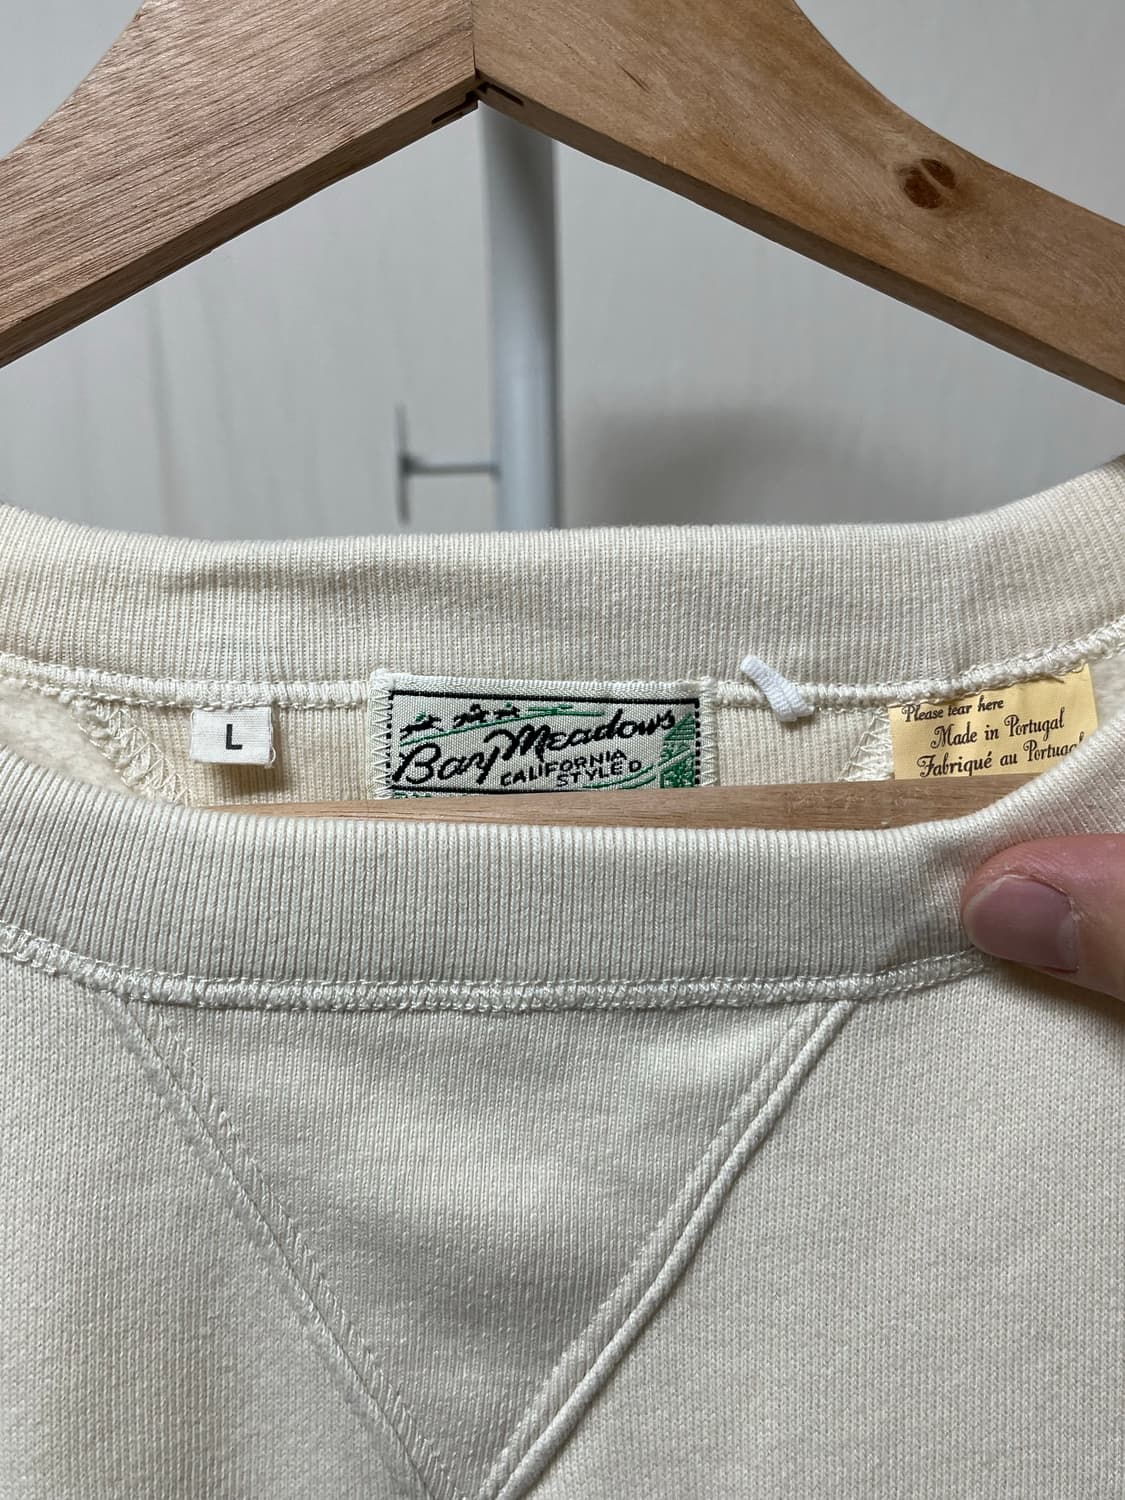 L
Bay Meadows
CALIFORNIA
STYLED
Please tear here
Made in Portugal
Fabriqué au Portugal